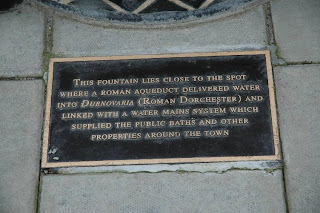 This fountain lies close to the spot
where a Roman aqueduct delivered water
into Durnovaria (Roman Dorchester) and
linked with a water mains system which
supplied the public baths and other
properties around the town